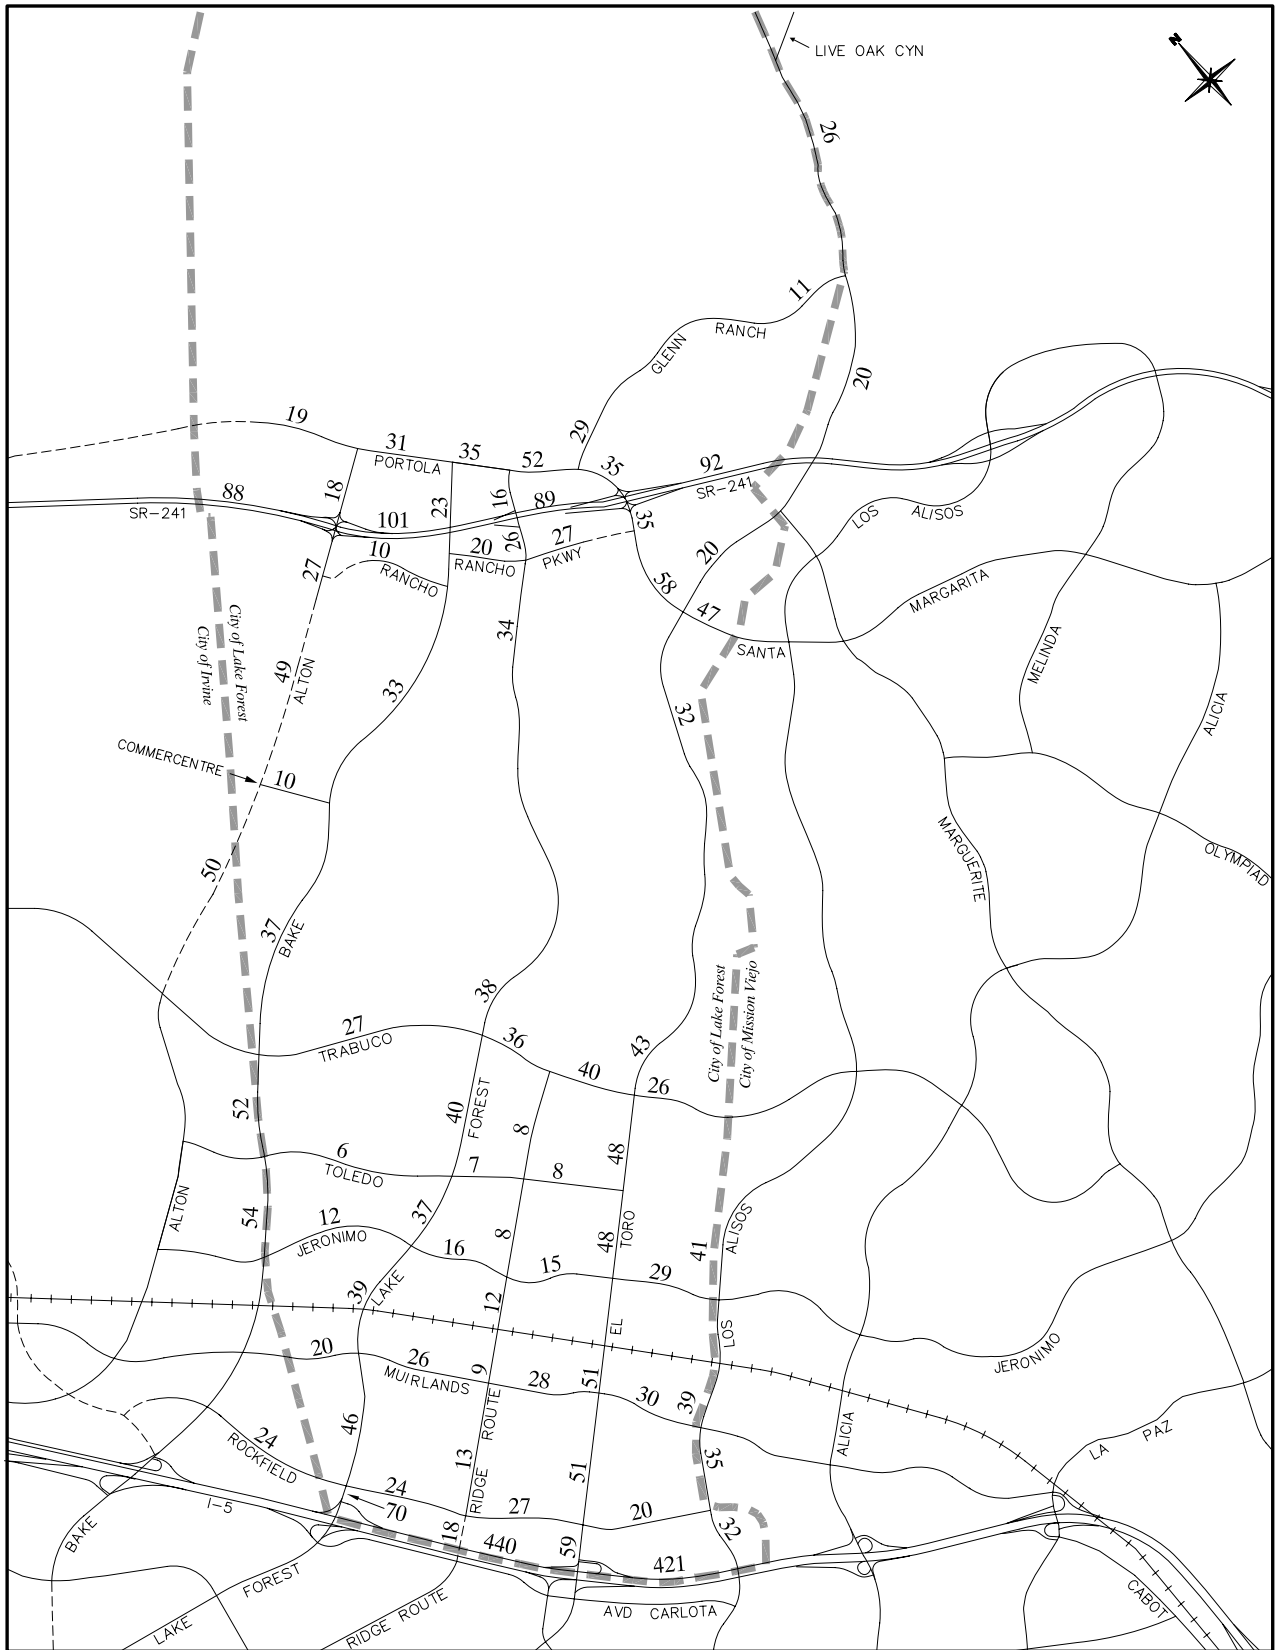 N
LIVE OAK CYN
26
11
RANCH
GLENN
20
19
31
PORTOLA
35
52
29
35
92
SR-241
88
SR-241
18
101
23
16
89
35
LOS
ALISOS
27
10
RANCHO
20
RANCHO
26
27
PKWY
20
58
47
SANTA
MARGARITA
City of Lake Forest
City of Irvine
34
49
ALTON
33
32
MELINDA
ALICIA
COMMERCENTRE
10
50
MARGUERITE
OLYMPIAD
37
BAKE
38
City of Lake Forest
City of Mission Viejo
27
TRABUCO
36
40
43
26
52
40
FOREST
8
48
6
TOLEDO
7
8
ALTON
54
12
JERONIMO
37
16
8
15
48
TORO
29
41
ALISOS
39
LAKE
12
EL
LOS
JERONIMO
20
26
MUIRLANDS
9
28
51
30
39
24
ROCKFIELD
46
ROUTE
RIDGE
13
35
ALICIA
LA
PAZ
I-5
24
70
27
51
20
32
BAKE
18
440
59
421
LAKE
FOREST
RIDGE ROUTE
AVD CARLOTA
CABOT